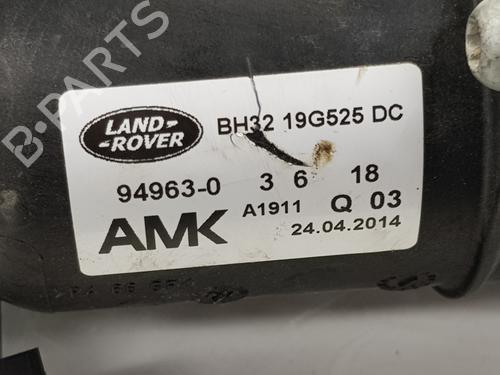 B-PARTS
LAND-
-ROVER
BH32 19G525 DC
94963-0 3 6 18
AMK A1911 Q 03
24.04.2014